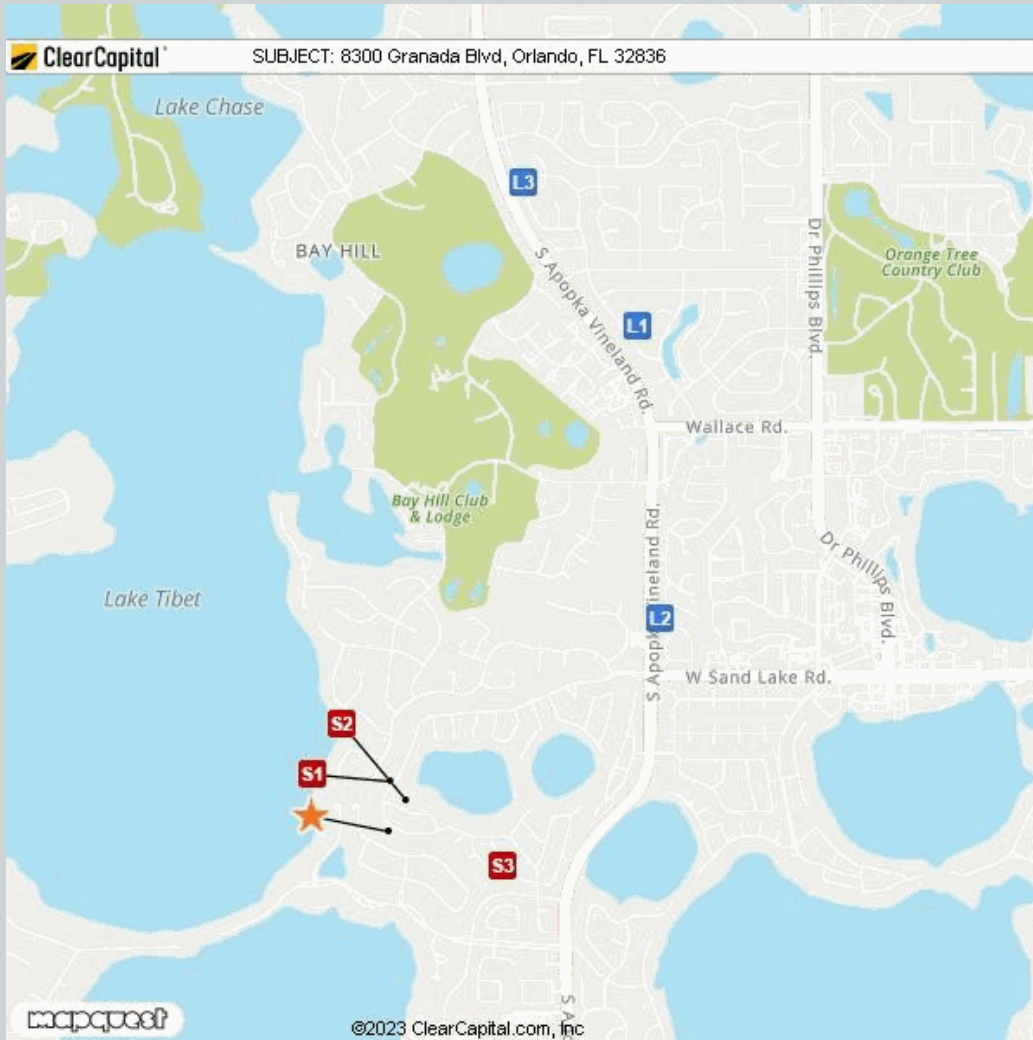 ClearCapital
SUBJECT: 8300 Granada Blvd, Orlando, FL 32836
Lake Chase
L3
BAY HILL
S Apopka Vineland Rd.
Dr Phillips Blvd.
Orange Tree
Country Club
L1
Wallace Rd.
Bay Hill Club
& Lodge
S Apopka Vineland Rd.
Dr Phillips Blvd.
Lake Tibet
L2
W Sand Lake Rd.
S2
S1
S3
mapquest
©2023 ClearCapital.com, Inc